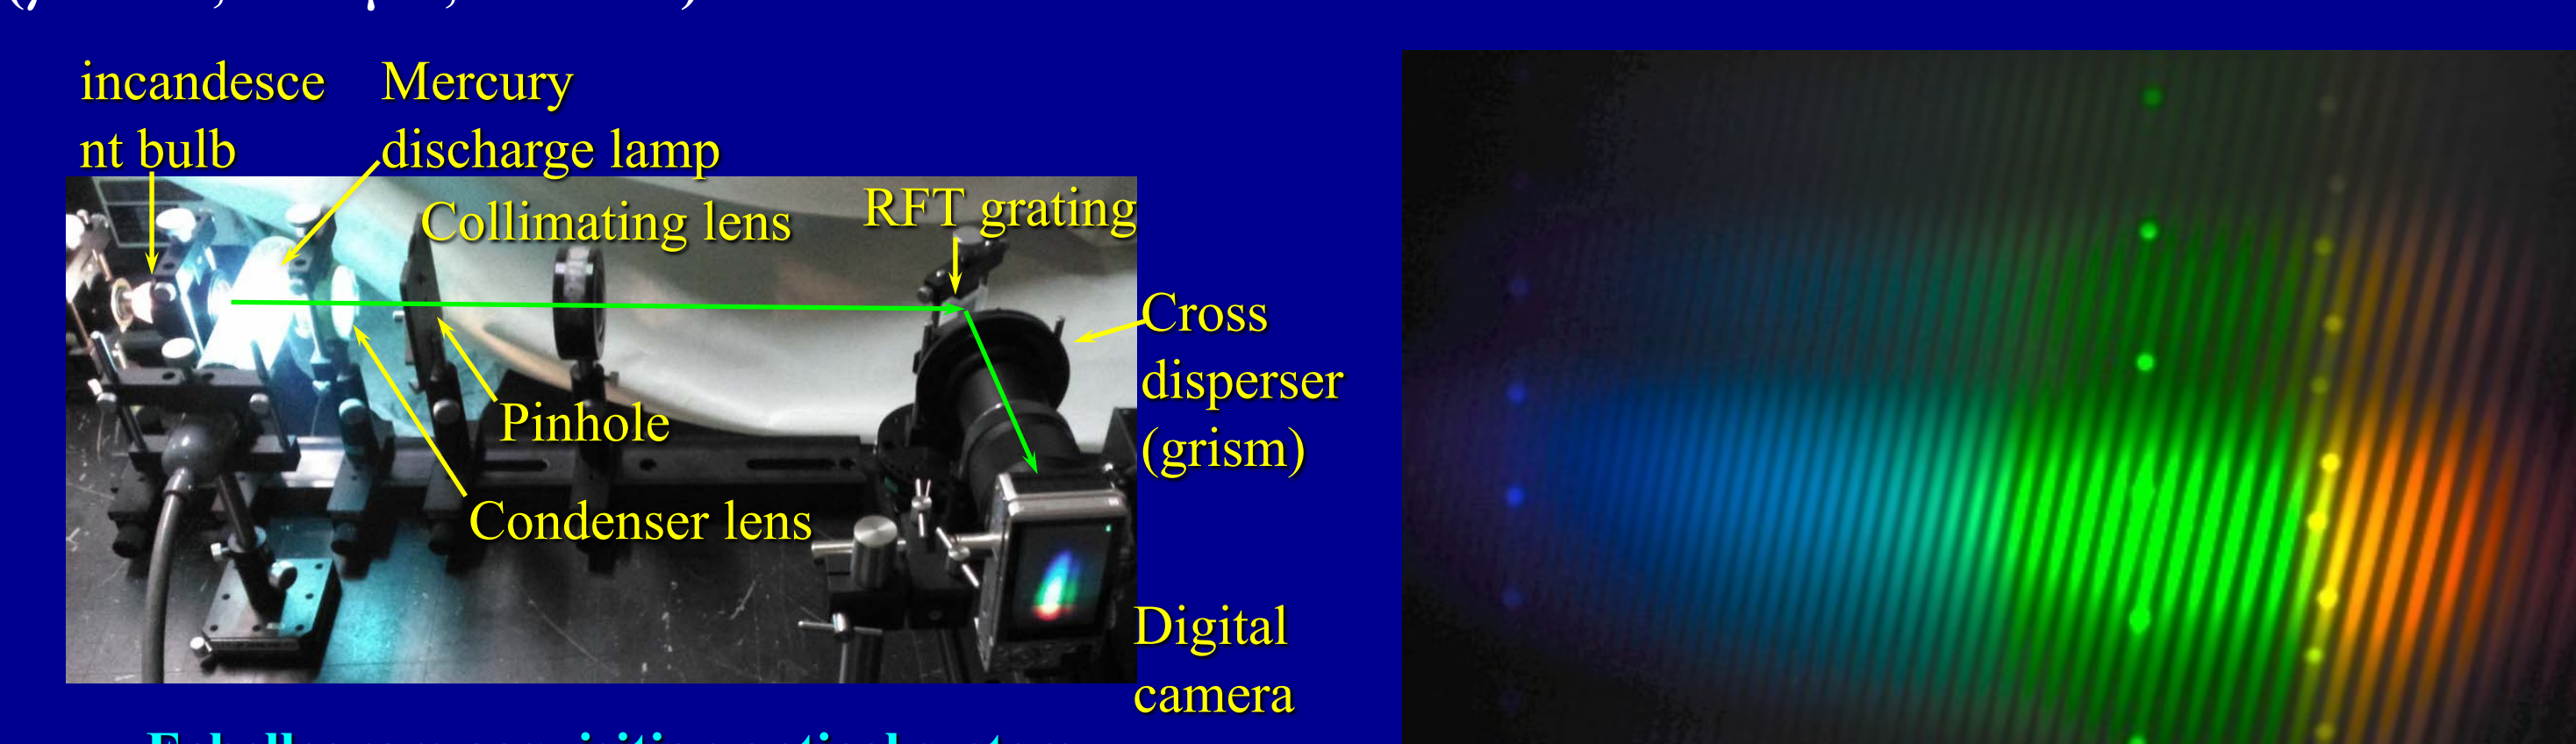 incandesce
nt bulb
Mercury
discharge lamp
Collimating lens
RFT grating
Cross
disperser
(grism)
Pinhole
Condenser lens
Digital
camera